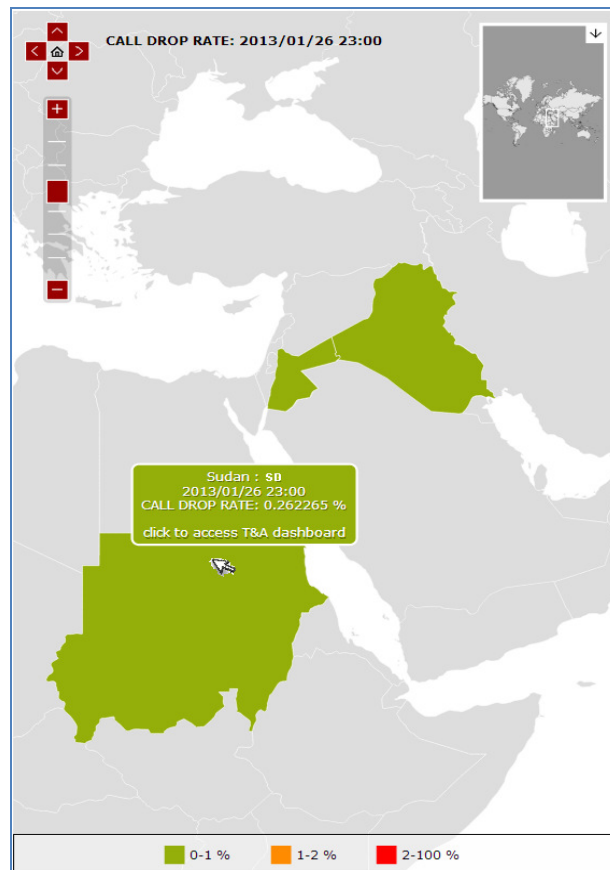 CALL DROP RATE: 2013/01/26 23:00
Sudan : SD
2013/01/26 23:00
CALL DROP RATE: 0.262265 %
click to access T&A dashboard
0-1 %
1-2 %
2-100 %